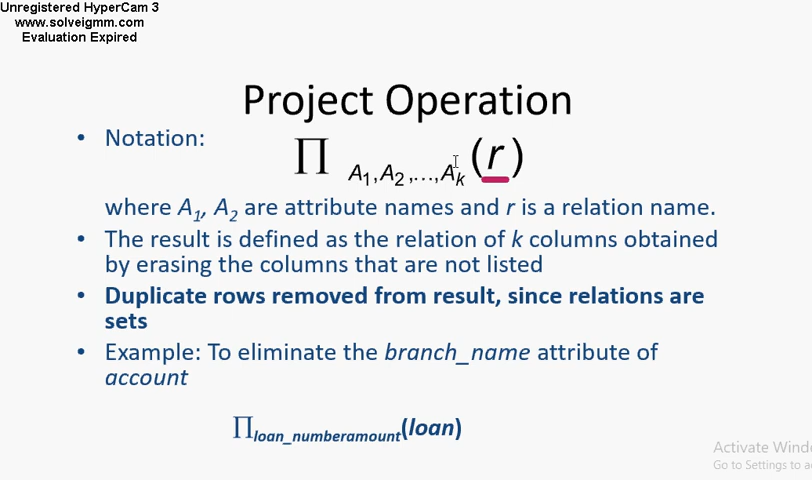 Unregistered HyperCam 3
www.solveigmm.com
Evaluation Expired
Project Operation
• Notation:
∏ A1,A2,…,Ak (r)
where A1, A2 are attribute names and r is a relation name.
• The result is defined as the relation of k columns obtained
by erasing the columns that are not listed
• Duplicate rows removed from result, since relations are
sets
• Example: To eliminate the branch_name attribute of
account
∏loan_numberamount(loan)
Activate Wind
Go to Settings to a